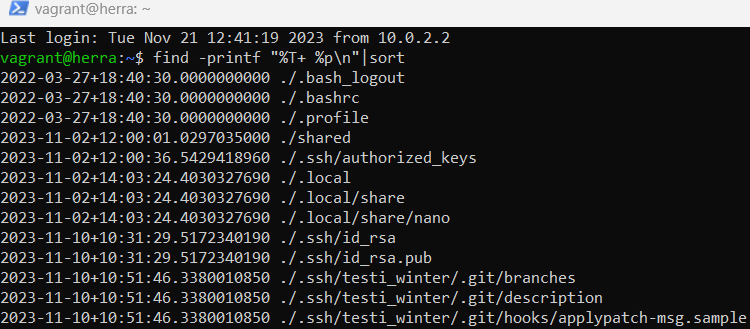 vagrant@herra: ~
Last login: Tue Nov 21 12:41:19 2023 from 10.0.2.2
vagrant@herra:~$ find -printf "%T+ %p\n"|sort
2022-03-27+18:40:30.0000000000 ./.bash_logout
2022-03-27+18:40:30.0000000000 ./.bashrc
2022-03-27+18:40:30.0000000000 ./.profile
2023-11-02+12:00:01.0297035000 ./shared
2023-11-02+12:00:36.5429418960 ./.ssh/authorized_keys
2023-11-02+14:03:24.4030327690 ./.local
2023-11-02+14:03:24.4030327690 ./.local/share
2023-11-02+14:03:24.4030327690 ./.local/share/nano
2023-11-10+10:31:29.5172340190 ./.ssh/id_rsa
2023-11-10+10:31:29.5172340190 ./.ssh/id_rsa.pub
2023-11-10+10:51:46.3380010850 ./.ssh/testi_winter/.git/branches
2023-11-10+10:51:46.3380010850 ./.ssh/testi_winter/.git/description
2023-11-10+10:51:46.3380010850 ./.ssh/testi_winter/.git/hooks/applypatch-msg.sample